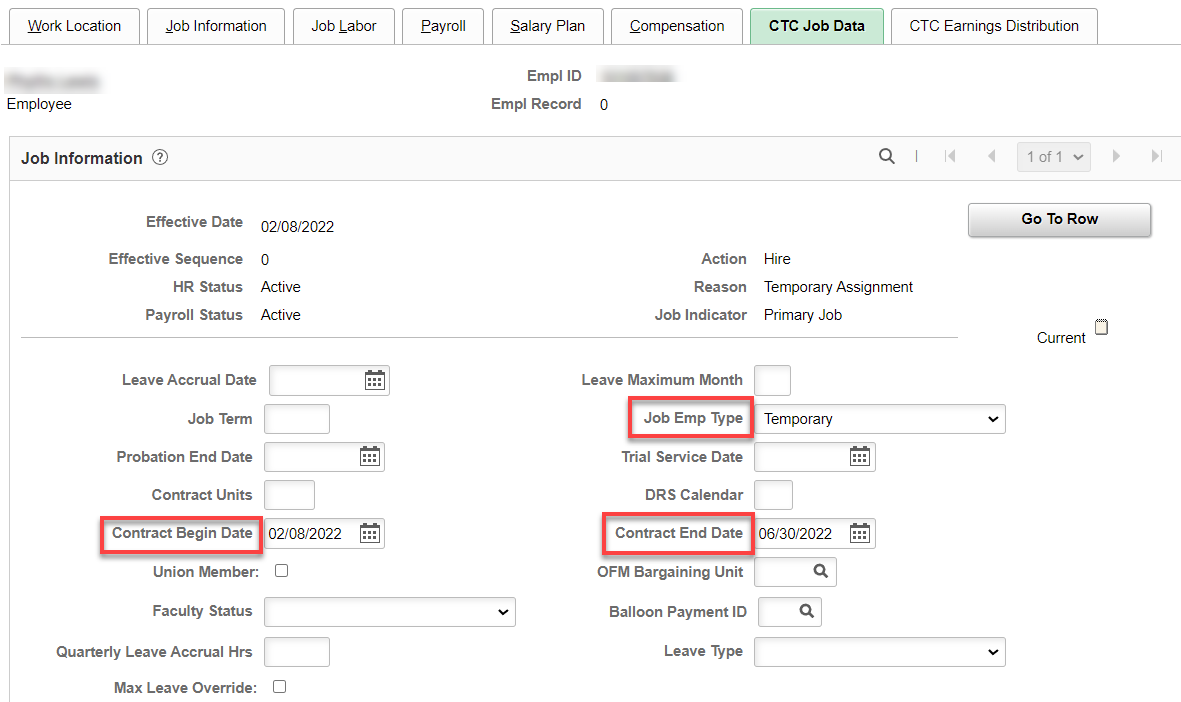 Work Location Job Information Job Labor Payroll Salary Plan Compensation CTC Job Data CTC Earnings Distribution
Empl ID
Employee Empl Record 0
Job Information ? | 1 of 1
Go To Row
Effective Date 02/08/2022
Effective Sequence 0 Action Hire
HR Status Active Reason Temporary Assignment
Payroll Status Active Job Indicator Primary Job
Current
Leave Accrual Date Leave Maximum Month
Job Term Job Emp Type Temporary
Probation End Date Trial Service Date
Contract Units DRS Calendar
Contract Begin Date 02/08/2022 Contract End Date 06/30/2022
Union Member: OFM Bargaining Unit
Faculty Status Balloon Payment ID
Quarterly Leave Accrual Hrs Leave Type
Max Leave Override: